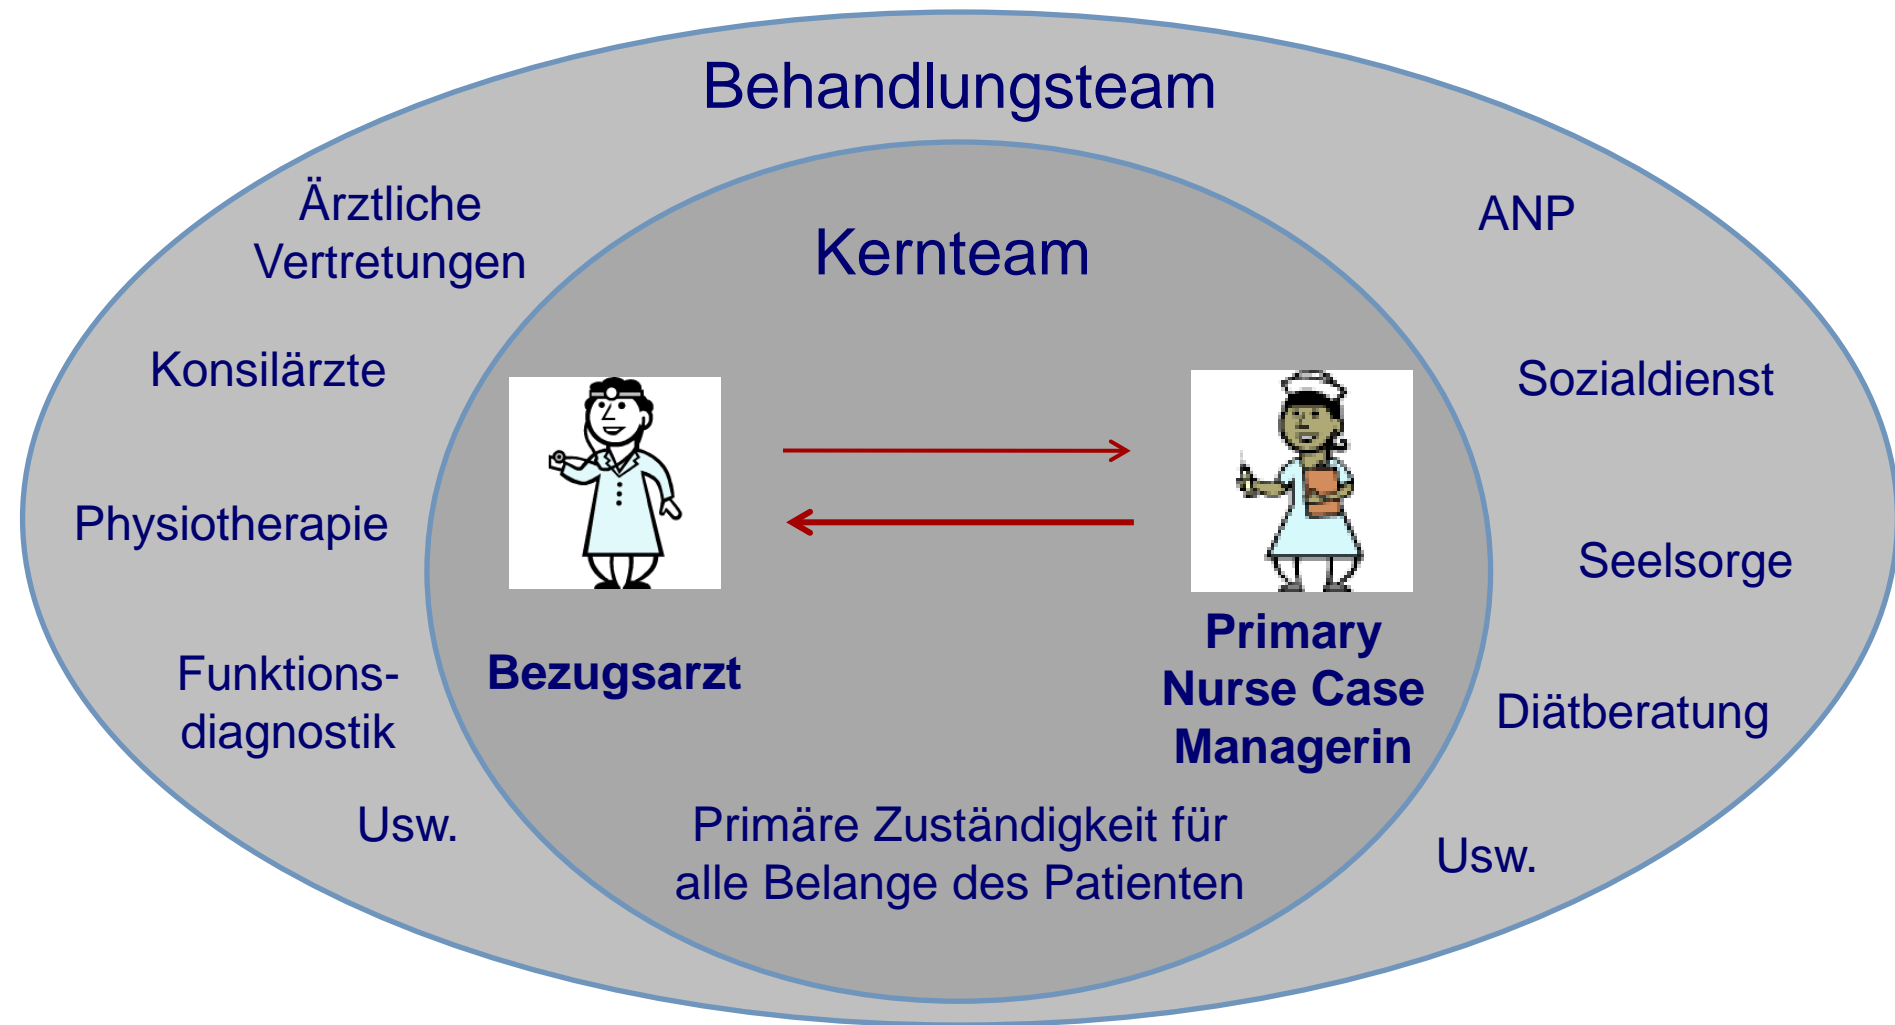 Behandlungsteam
Ärztliche
Vertretungen
Konsilärzte
Physiotherapie
Funktions-
diagnostik
Usw.
Kernteam
Bezugsarzt
Primary
Nurse Case
Managerin
Primäre Zuständigkeit für
alle Belange des Patienten
ANP
Sozialdienst
Seelsorge
Diätberatung
Usw.